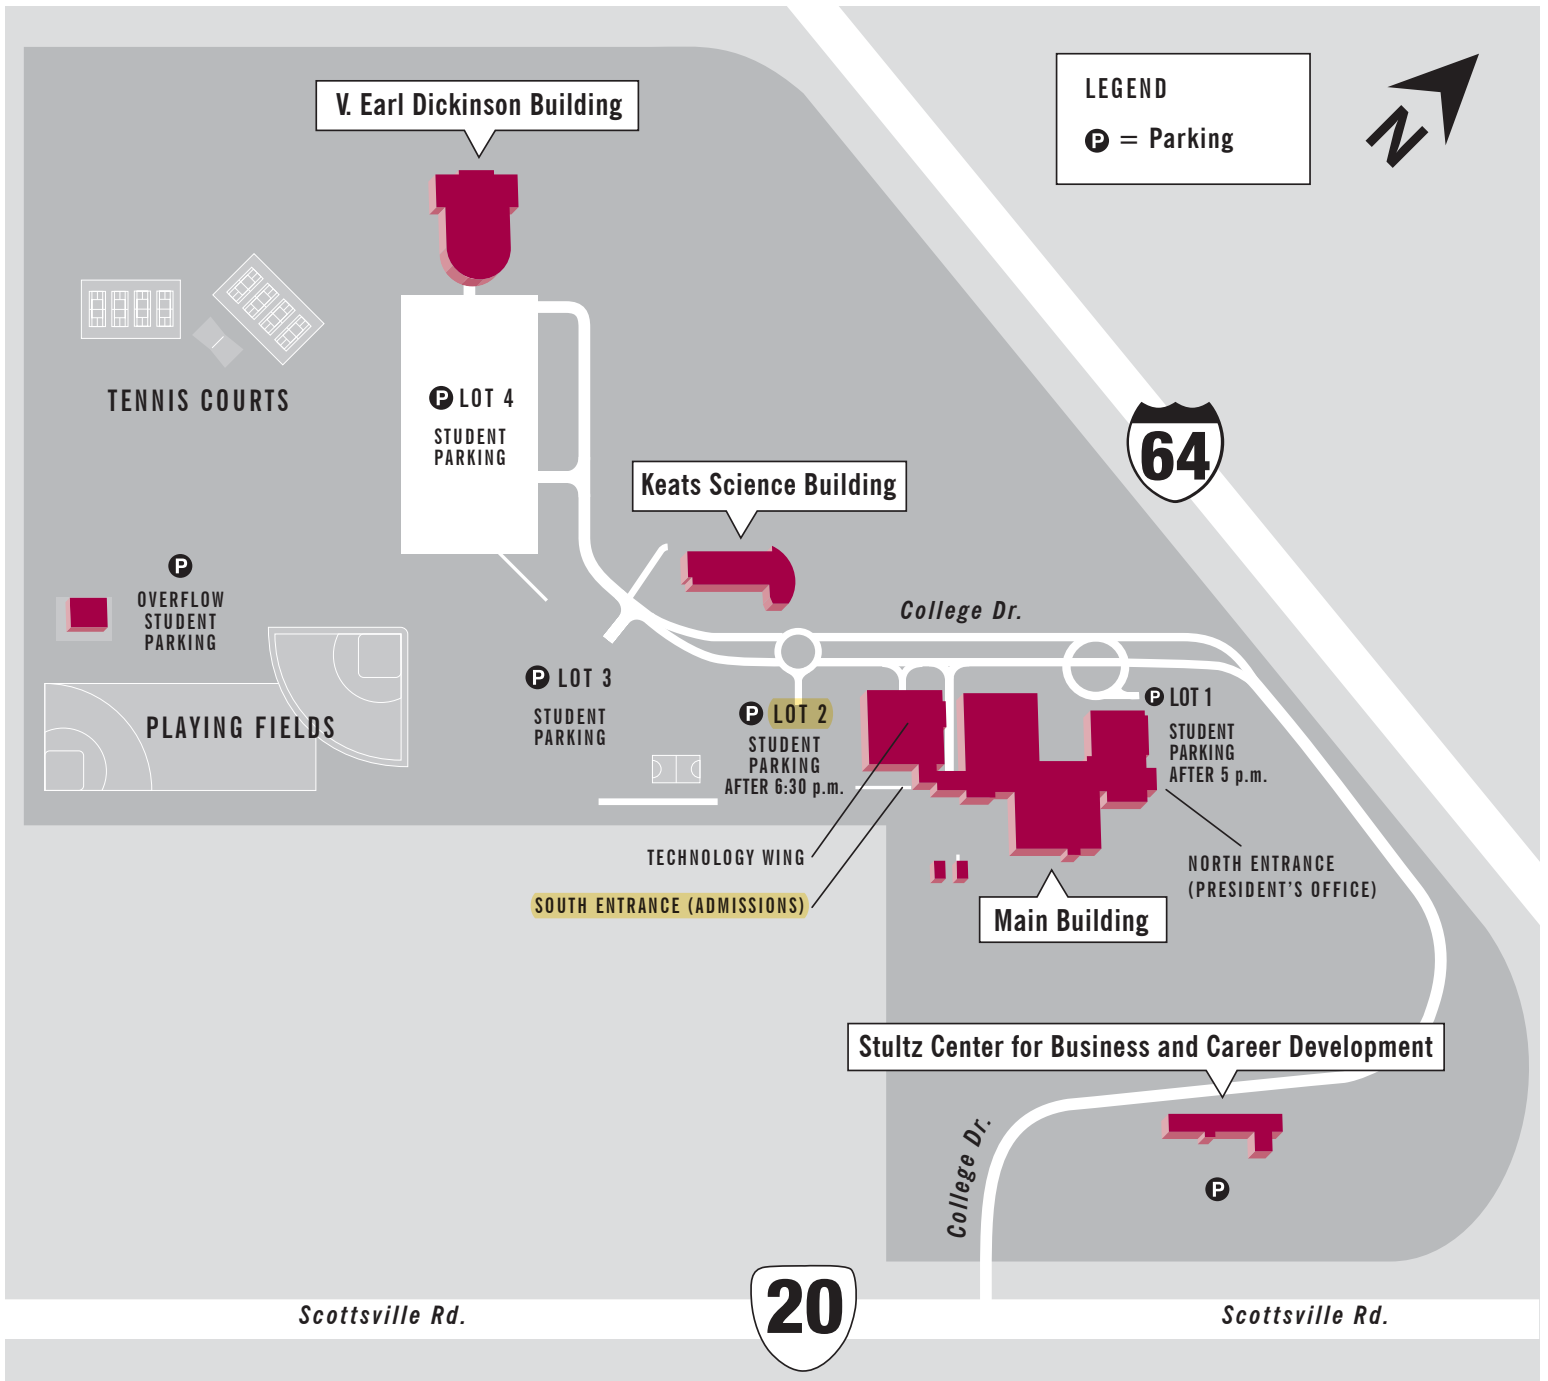 V. Earl Dickinson Building
LEGEND
P = Parking
N
TENNIS COURTS
P LOT 4
STUDENT
PARKING
64
Keats Science Building
P
OVERFLOW
STUDENT
PARKING
College Dr.
P LOT 3
STUDENT
PARKING
P LOT 2
STUDENT
PARKING
AFTER 6:30 p.m.
P LOT 1
STUDENT
PARKING
AFTER 5 p.m.
PLAYING FIELDS
TECHNOLOGY WING
SOUTH ENTRANCE (ADMISSIONS)
NORTH ENTRANCE
(PRESIDENT'S OFFICE)
Main Building
Stultz Center for Business and Career Development
College Dr.
P
Scottsville Rd.
20
Scottsville Rd.